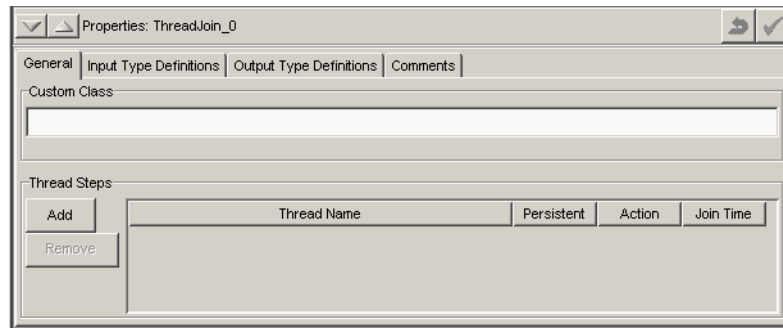 Properties: ThreadJoin_0
General Input Type Definitions Output Type Definitions Comments
Custom Class
Thread Steps
Add Thread Name Persistent Action Join Time
Remove